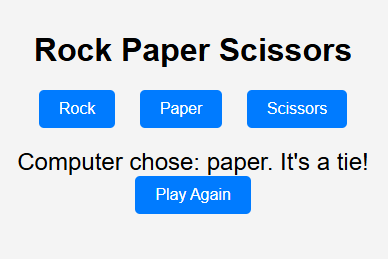 Rock Paper Scissors
Rock Paper Scissors
Computer chose: paper. It's a tie!
Play Again